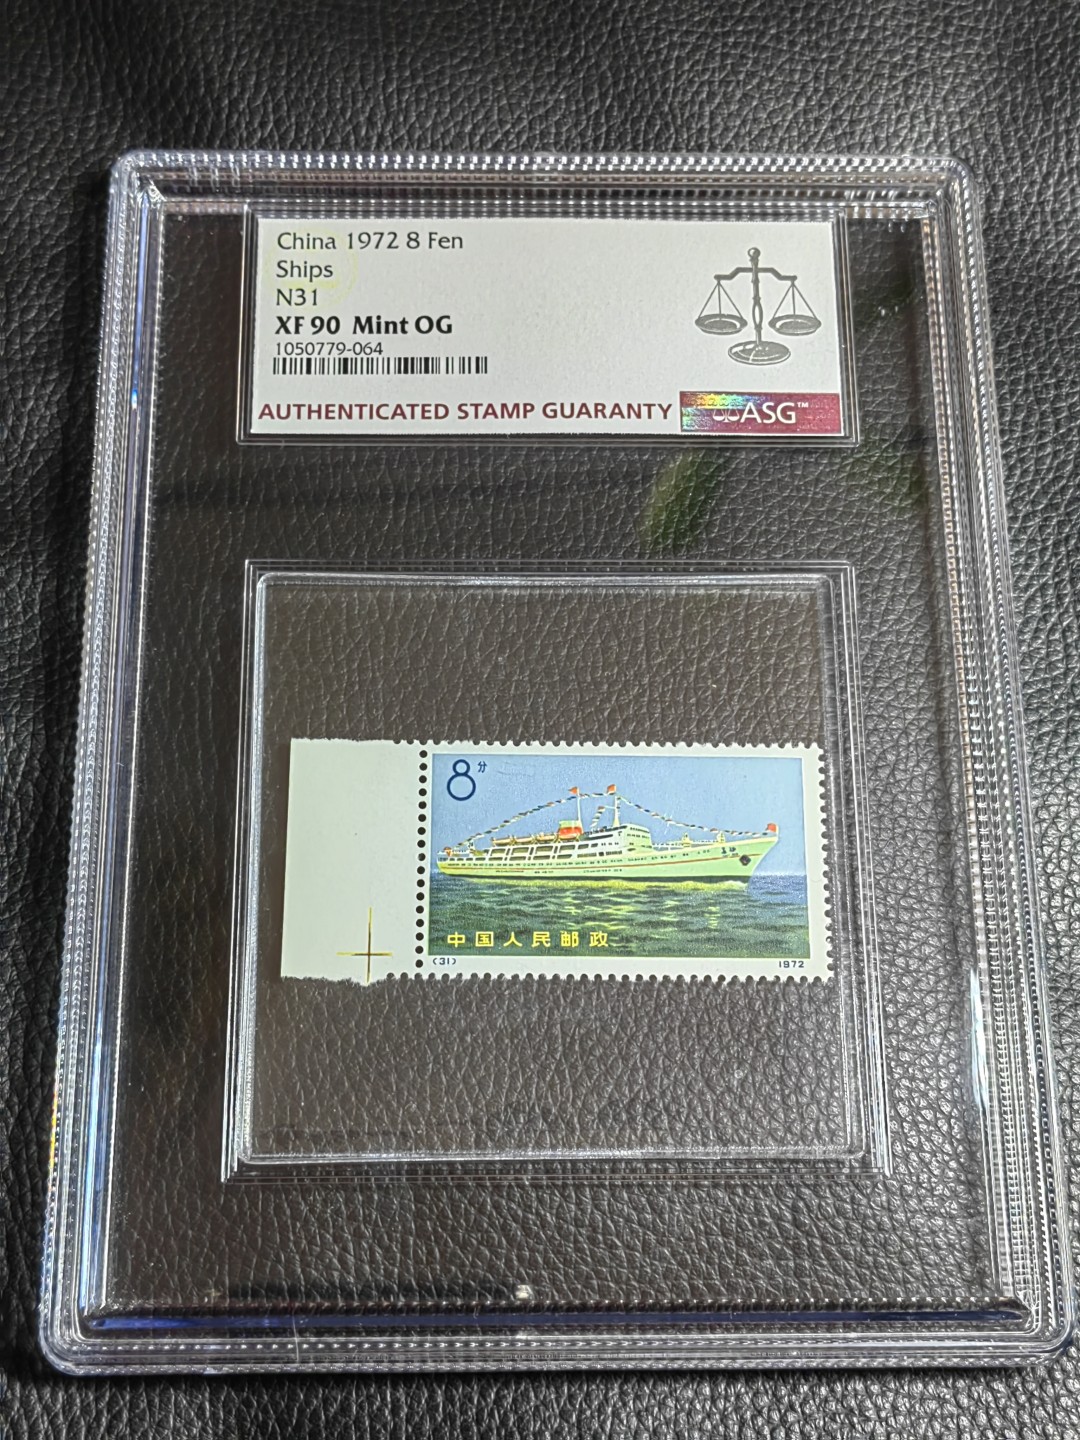 China 1972 8 Fen
Ships
N31
XF 90 Mint OG
1050779-064
AUTHENTICATED STAMP GUARANTY ASG™
8分
中国人民邮政
(31) 1972